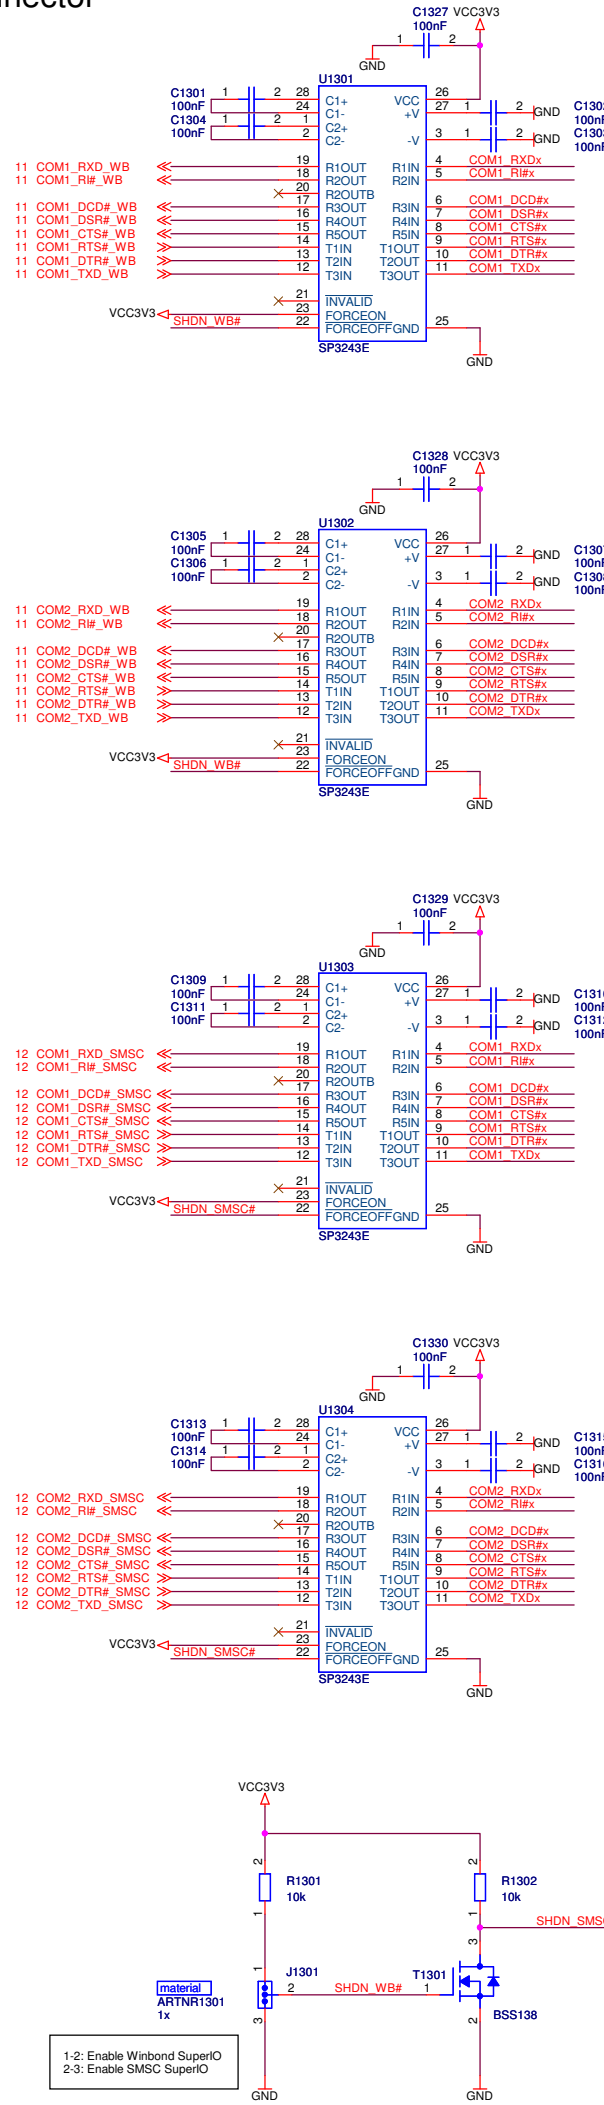 C1327 VCC3V3
100nF
1 2
GND
U1301
C1301 1 2 28 C1+ VCC 26
100nF 24 C1- +V 27 1 2 GND
C1304 1 2 1 C2+ 100nF
100nF 2 C2- -V 3 1 2 GND
100nF
11 COM1_RXD_WB 19 R1OUT R1IN 4 COM1_RXDx
11 COM1_RI#_WB 18 R2OUT R2IN 5 COM1_RI#x
20 R2OUTB
11 COM1_DCD#_WB 17 R3OUT R3IN 6 COM1_DCD#x
11 COM1_DSR#_WB 16 R4OUT R4IN 7 COM1_DSR#x
11 COM1_CTS#_WB 15 R5OUT R5IN 8 COM1_CTS#x
11 COM1_RTS#_WB 14 T1IN T1OUT 9 COM1_RTS#x
11 COM1_DTR#_WB 13 T2IN T2OUT 10 COM1_DTR#x
11 COM1_TXD_WB 12 T3IN T3OUT 11 COM1_TXDx
21 INVALID
VCC3V3 23 FORCEON
SHDN_WB# 22 FORCEOFF GND 25
SP3243E
GND
C1328 VCC3V3
100nF
1 2
GND
U1302
C1305 1 2 28 C1+ VCC 26
100nF 24 C1- +V 27 1 2 GND
C1306 1 2 1 C2+ 100nF
100nF 2 C2- -V 3 1 2 GND
100nF
11 COM2_RXD_WB 19 R1OUT R1IN 4 COM2_RXDx
11 COM2_RI#_WB 18 R2OUT R2IN 5 COM2_RI#x
20 R2OUTB
11 COM2_DCD#_WB 17 R3OUT R3IN 6 COM2_DCD#x
11 COM2_DSR#_WB 16 R4OUT R4IN 7 COM2_DSR#x
11 COM2_CTS#_WB 15 R5OUT R5IN 8 COM2_CTS#x
11 COM2_RTS#_WB 14 T1IN T1OUT 9 COM2_RTS#x
11 COM2_DTR#_WB 13 T2IN T2OUT 10 COM2_DTR#x
11 COM2_TXD_WB 12 T3IN T3OUT 11 COM2_TXDx
21 INVALID
VCC3V3 23 FORCEON
SHDN_WB# 22 FORCEOFF GND 25
SP3243E
GND
C1329 VCC3V3
100nF
1 2
GND
U1303
C1309 1 2 28 C1+ VCC 26
100nF 24 C1- +V 27 1 2 GND
C1311 1 2 1 C2+ 100nF
100nF 2 C2- -V 3 1 2 GND
100nF
12 COM1_RXD_SMSC 19 R1OUT R1IN 4 COM1_RXDx
12 COM1_RI#_SMSC 18 R2OUT R2IN 5 COM1_RI#x
20 R2OUTB
12 COM1_DCD#_SMSC 17 R3OUT R3IN 6 COM1_DCD#x
12 COM1_DSR#_SMSC 16 R4OUT R4IN 7 COM1_DSR#x
12 COM1_CTS#_SMSC 15 R5OUT R5IN 8 COM1_CTS#x
12 COM1_RTS#_SMSC 14 T1IN T1OUT 9 COM1_RTS#x
12 COM1_DTR#_SMSC 13 T2IN T2OUT 10 COM1_DTR#x
12 COM1_TXD_SMSC 12 T3IN T3OUT 11 COM1_TXDx
21 INVALID
VCC3V3 23 FORCEON
SHDN_SMSC# 22 FORCEOFF GND 25
SP3243E
GND
C1330 VCC3V3
100nF
1 2
GND
U1304
C1313 1 2 28 C1+ VCC 26
100nF 24 C1- +V 27 1 2 GND
C1314 1 2 1 C2+ 100nF
100nF 2 C2- -V 3 1 2 GND
100nF
12 COM2_RXD_SMSC 19 R1OUT R1IN 4 COM2_RXDx
12 COM2_RI#_SMSC 18 R2OUT R2IN 5 COM2_RI#x
20 R2OUTB
12 COM2_DCD#_SMSC 17 R3OUT R3IN 6 COM2_DCD#x
12 COM2_DSR#_SMSC 16 R4OUT R4IN 7 COM2_DSR#x
12 COM2_CTS#_SMSC 15 R5OUT R5IN 8 COM2_CTS#x
12 COM2_RTS#_SMSC 14 T1IN T1OUT 9 COM2_RTS#x
12 COM2_DTR#_SMSC 13 T2IN T2OUT 10 COM2_DTR#x
12 COM2_TXD_SMSC 12 T3IN T3OUT 11 COM2_TXDx
21 INVALID
VCC3V3 23 FORCEON
SHDN_SMSC# 22 FORCEOFF GND 25
SP3243E
GND
VCC3V3
2 2
R1301 R1302
10k 10k
1 1
3
1 J1301 T1301
material 2 SHDN_WB# 1
ARTNR1301
1x 3 2 BSS138
1-2: Enable Winbond SuperIO
2-3: Enable SMSC SuperIO
GND GND